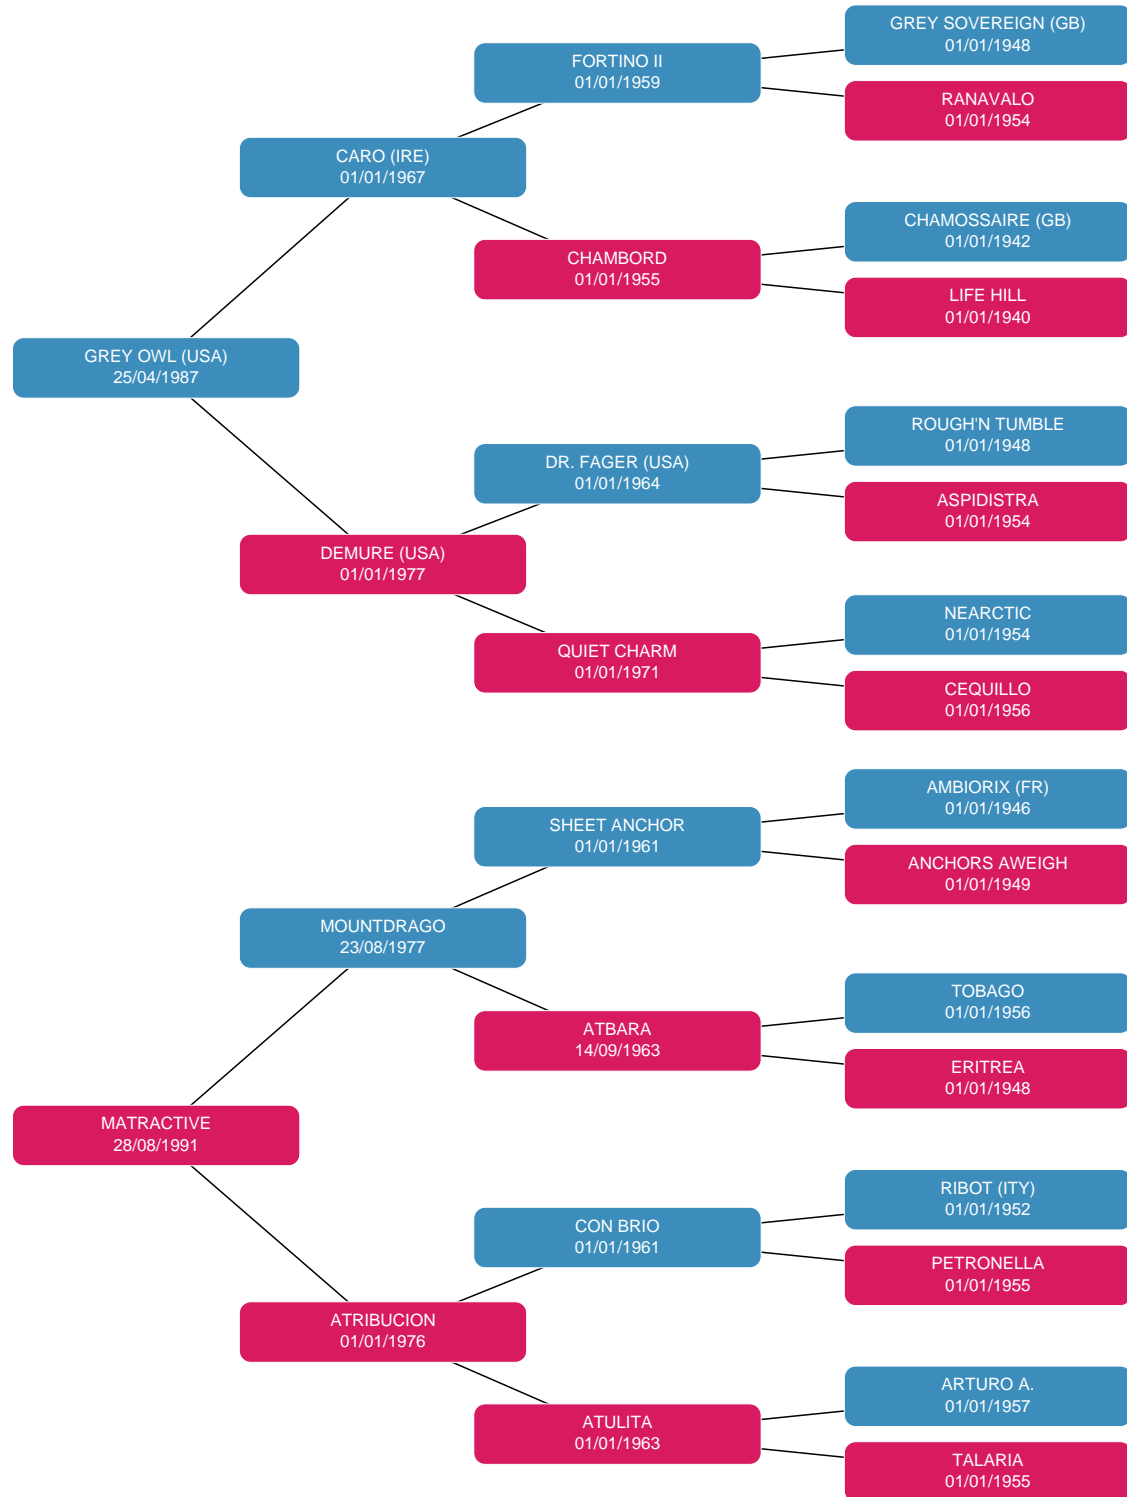 GREY SOVEREIGN (GB)
01/01/1948
FORTINO II
01/01/1959
RANAVALO
01/01/1954
CARO (IRE)
01/01/1967
CHAMOSSAIRE (GB)
01/01/1942
CHAMBORD
01/01/1955
LIFE HILL
01/01/1940
GREY OWL (USA)
25/04/1987
ROUGH'N TUMBLE
01/01/1948
DR. FAGER (USA)
01/01/1964
ASPIDISTRA
01/01/1954
DEMURE (USA)
01/01/1977
NEARCTIC
01/01/1954
QUIET CHARM
01/01/1971
CEQUILLO
01/01/1956
AMBIORIX (FR)
01/01/1946
SHEET ANCHOR
01/01/1961
ANCHORS AWEIGH
01/01/1949
MOUNTDRAGO
23/08/1977
TOBAGO
01/01/1956
ATBARA
14/09/1963
ERITREA
01/01/1948
MATRACTIVE
28/08/1991
RIBOT (ITY)
01/01/1952
CON BRIO
01/01/1961
PETRONELLA
01/01/1955
ATRIBUCION
01/01/1976
ARTURO A.
01/01/1957
ATULITA
01/01/1963
TALARIA
01/01/1955